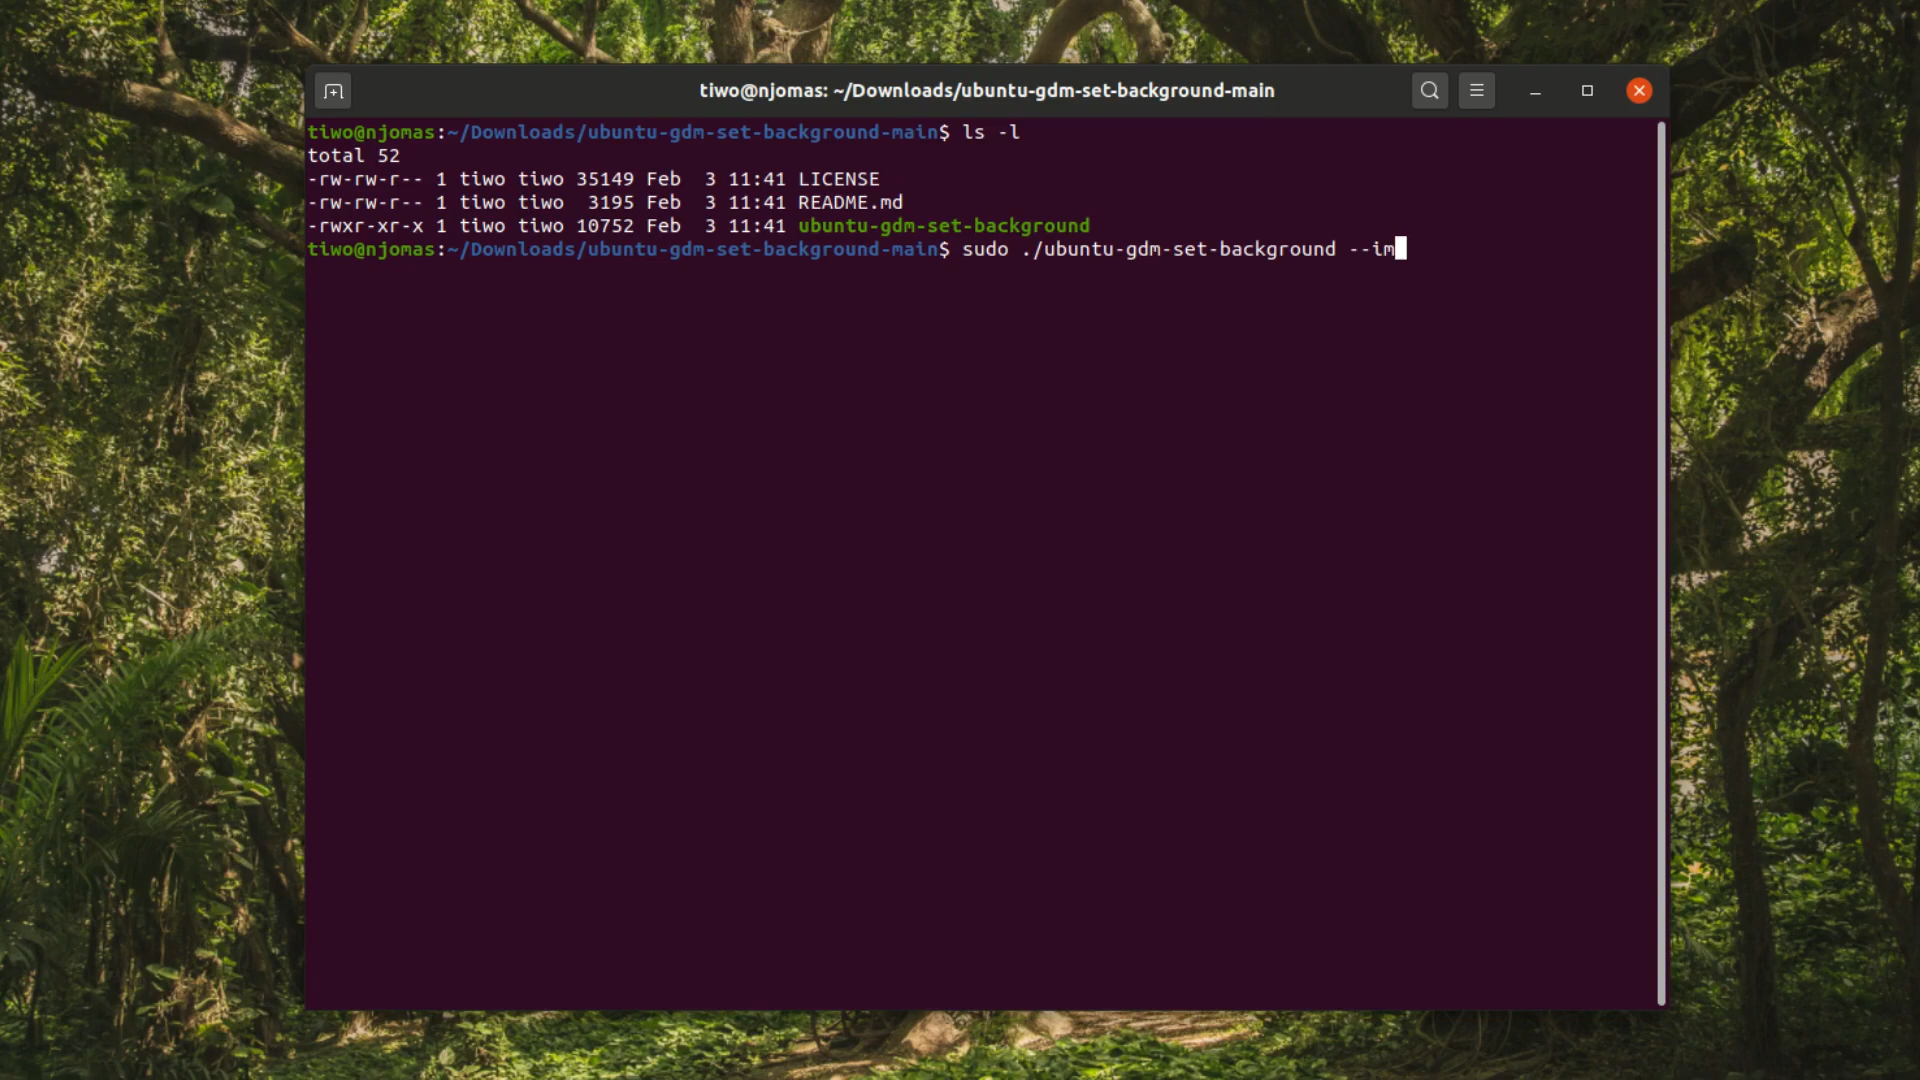 tiwo@njomas: ~/Downloads/ubuntu-gdm-set-background-main
tiwo@njomas:~/Downloads/ubuntu-gdm-set-background-main$ ls -l
total 52
-rw-rw-r-- 1 tiwo tiwo 35149 Feb  3 11:41 LICENSE
-rw-rw-r-- 1 tiwo tiwo  3195 Feb  3 11:41 README.md
-rwxr-xr-x 1 tiwo tiwo 10752 Feb  3 11:41 ubuntu-gdm-set-background
tiwo@njomas:~/Downloads/ubuntu-gdm-set-background-main$ sudo ./ubuntu-gdm-set-background --im